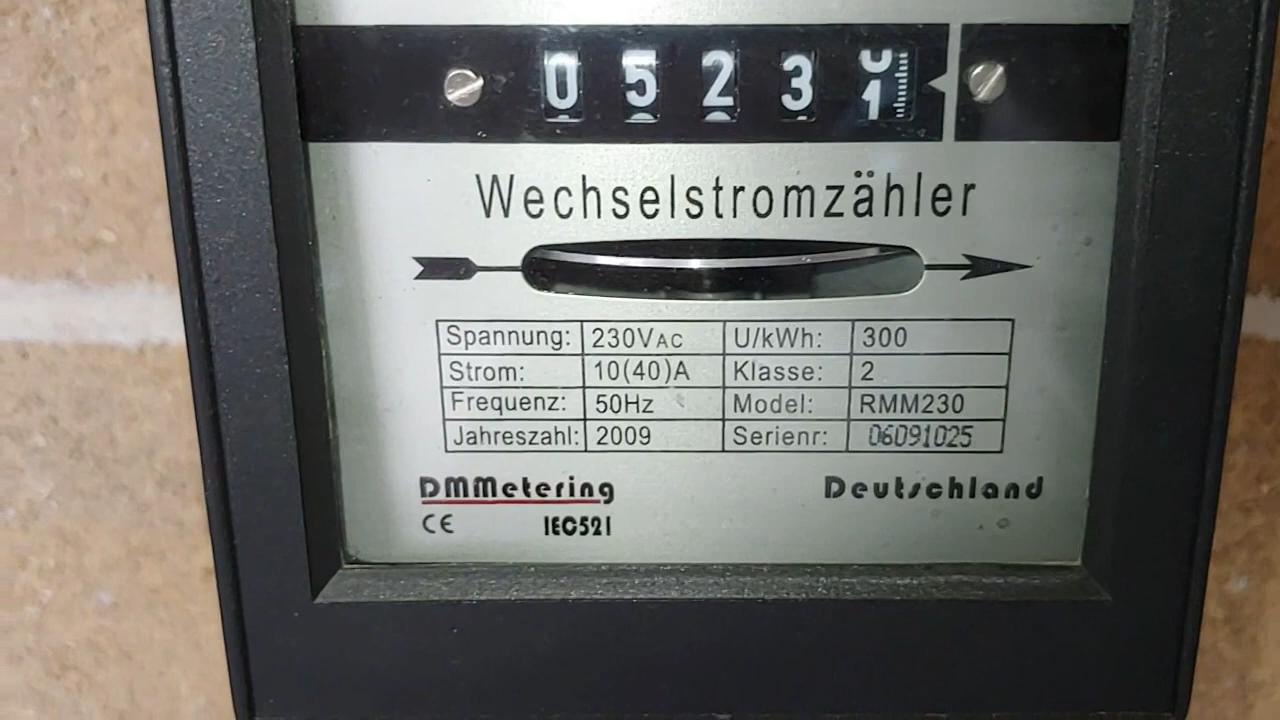 0 5 2 3 1
Wechselstromzähler
Spannung: 230VAC U/kWh: 300
Strom: 10(40)A Klasse: 2
Frequenz: 50Hz Model: RMM230
Jahreszahl: 2009 Serienr: 06091025
DMMetering Deutschland
CE IEC521